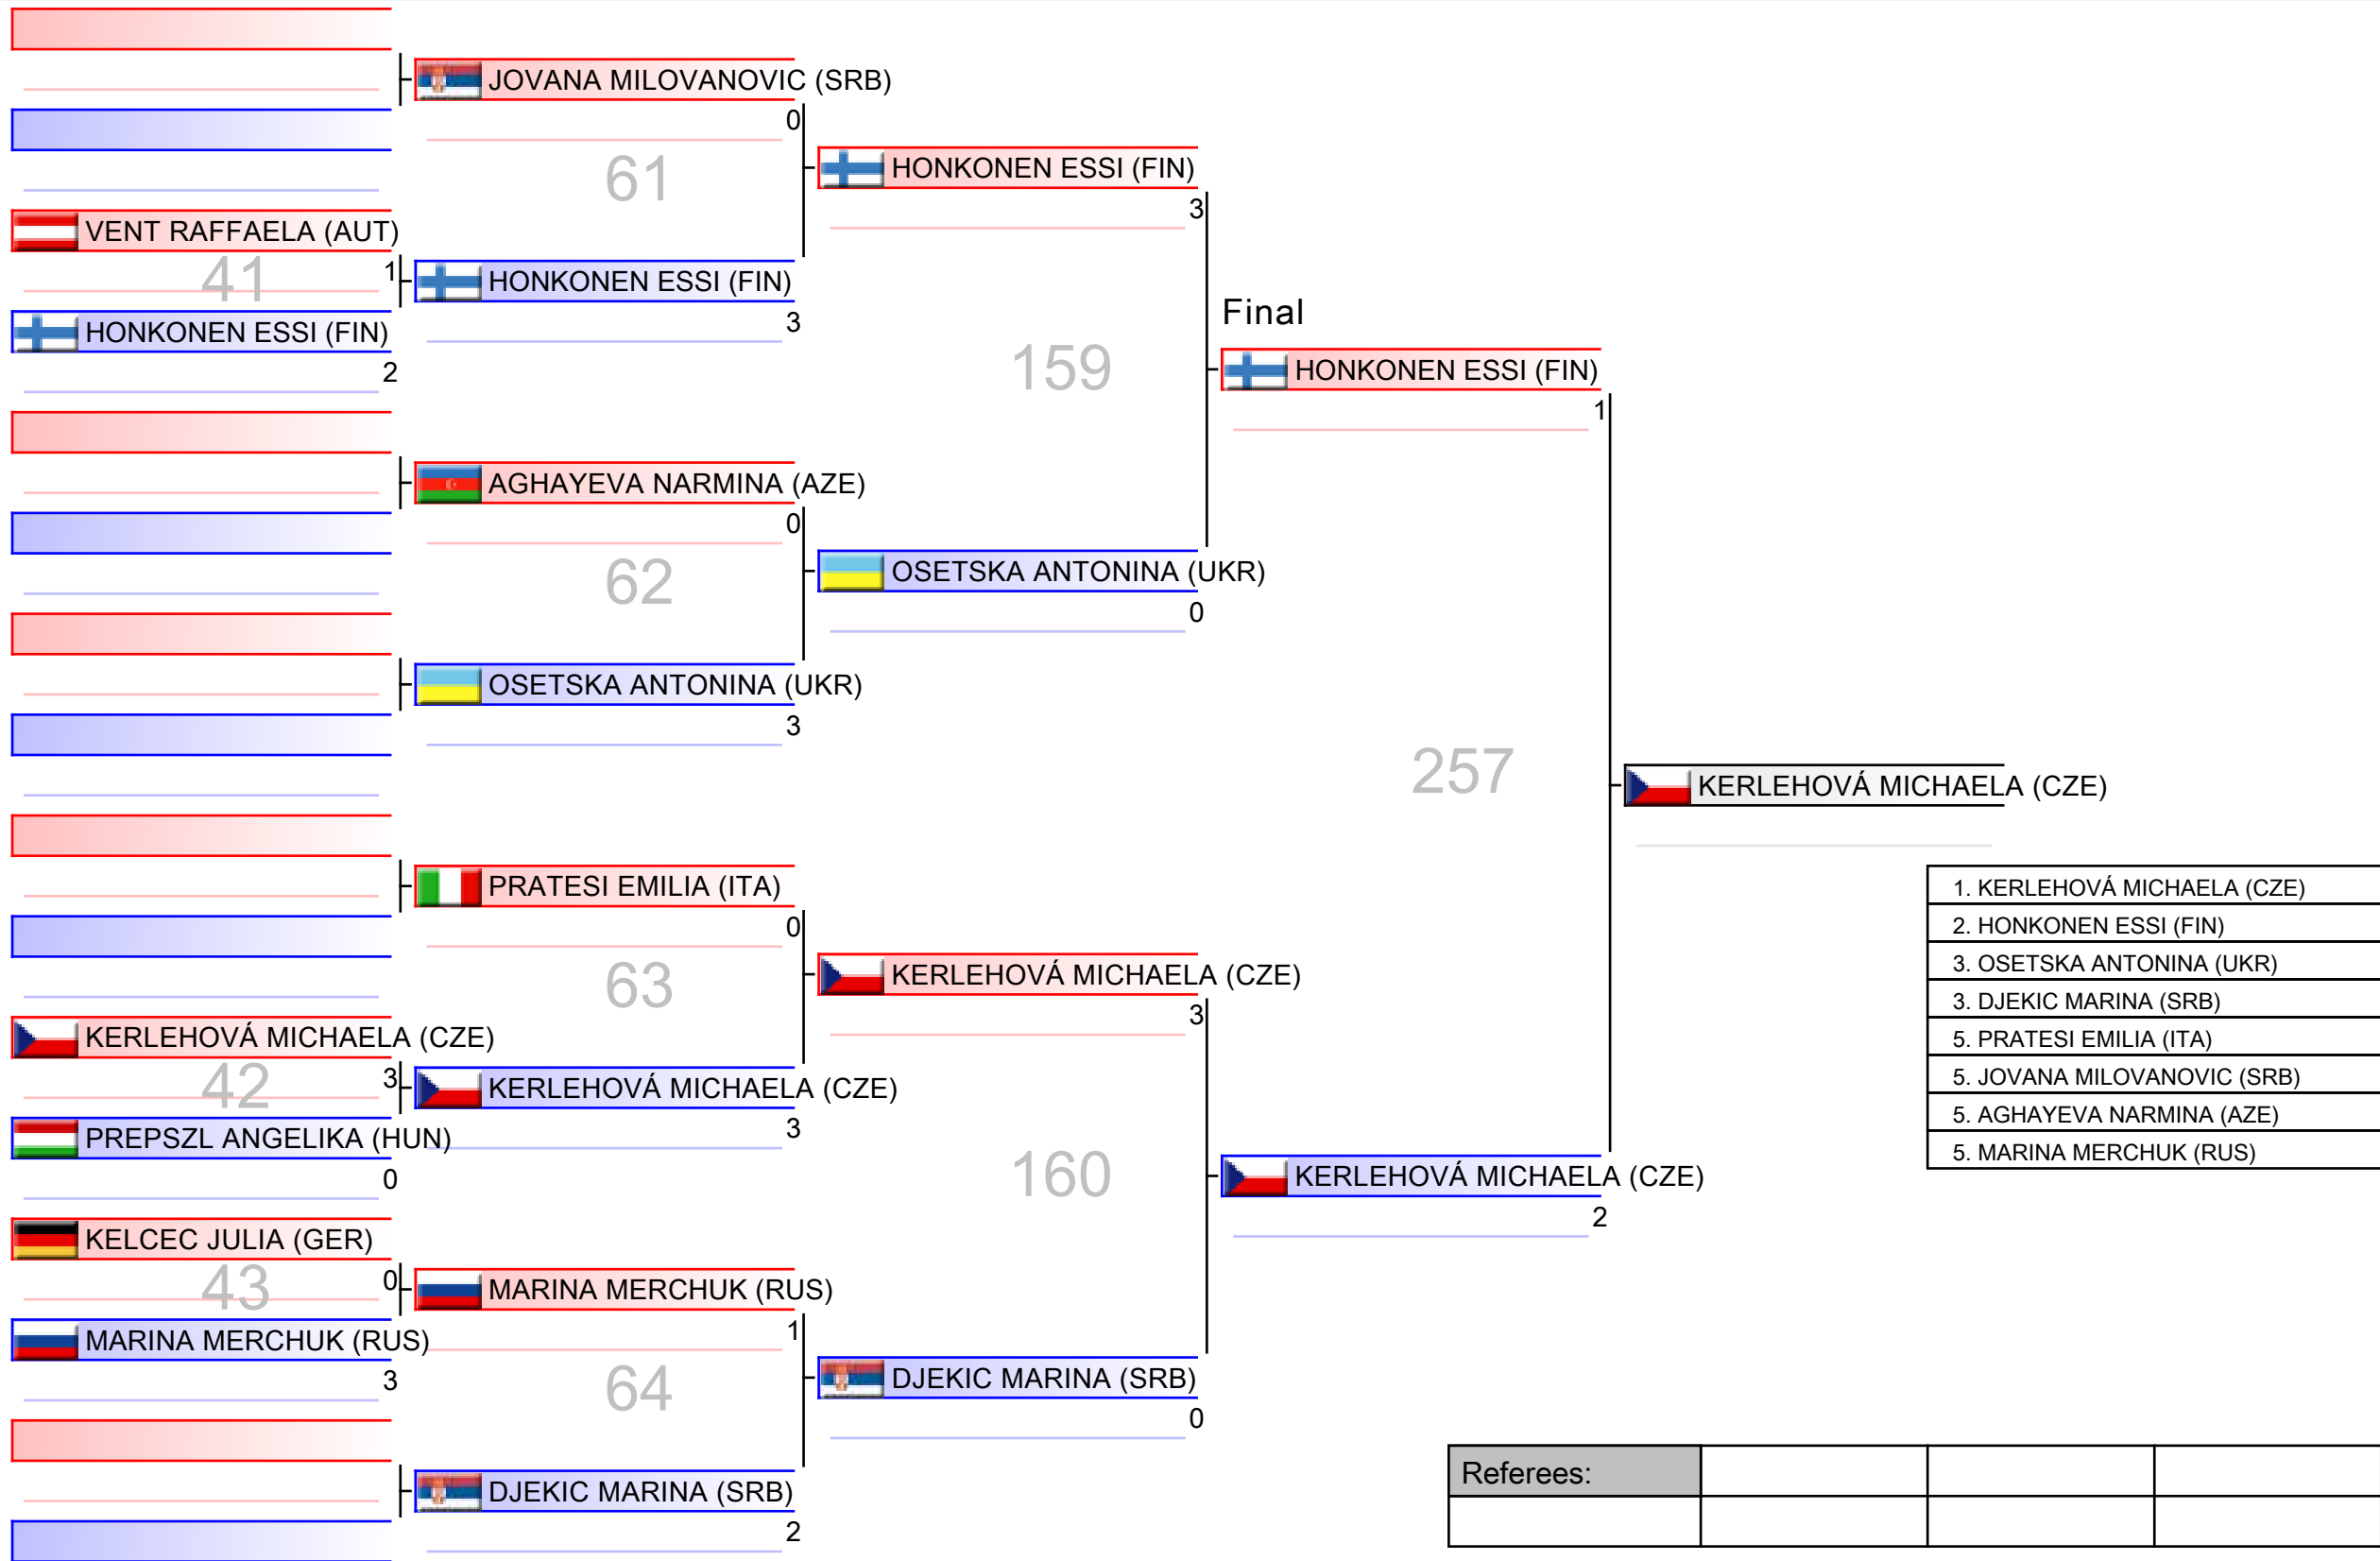 JOVANA MILOVANOVIC (SRB)
0
61
HONKONEN ESSI (FIN)
3
VENT RAFFAELA (AUT)
41
1
HONKONEN ESSI (FIN)
3
HONKONEN ESSI (FIN)
2
Final
159
HONKONEN ESSI (FIN)
1
AGHAYEVA NARMINA (AZE)
0
62
OSETSKA ANTONINA (UKR)
0
OSETSKA ANTONINA (UKR)
3
257
KERLEHOVÁ MICHAELA (CZE)
PRATESI EMILIA (ITA)
0
63
KERLEHOVÁ MICHAELA (CZE)
3
KERLEHOVÁ MICHAELA (CZE)
42
3
KERLEHOVÁ MICHAELA (CZE)
3
PREPSZL ANGELIKA (HUN)
0
160
KERLEHOVÁ MICHAELA (CZE)
2
KELCEC JULIA (GER)
43
0
MARINA MERCHUK (RUS)
1
MARINA MERCHUK (RUS)
3
64
DJEKIC MARINA (SRB)
0
DJEKIC MARINA (SRB)
2
1. KERLEHOVÁ MICHAELA (CZE)
2. HONKONEN ESSI (FIN)
3. OSETSKA ANTONINA (UKR)
3. DJEKIC MARINA (SRB)
5. PRATESI EMILIA (ITA)
5. JOVANA MILOVANOVIC (SRB)
5. AGHAYEVA NARMINA (AZE)
5. MARINA MERCHUK (RUS)
Referees: